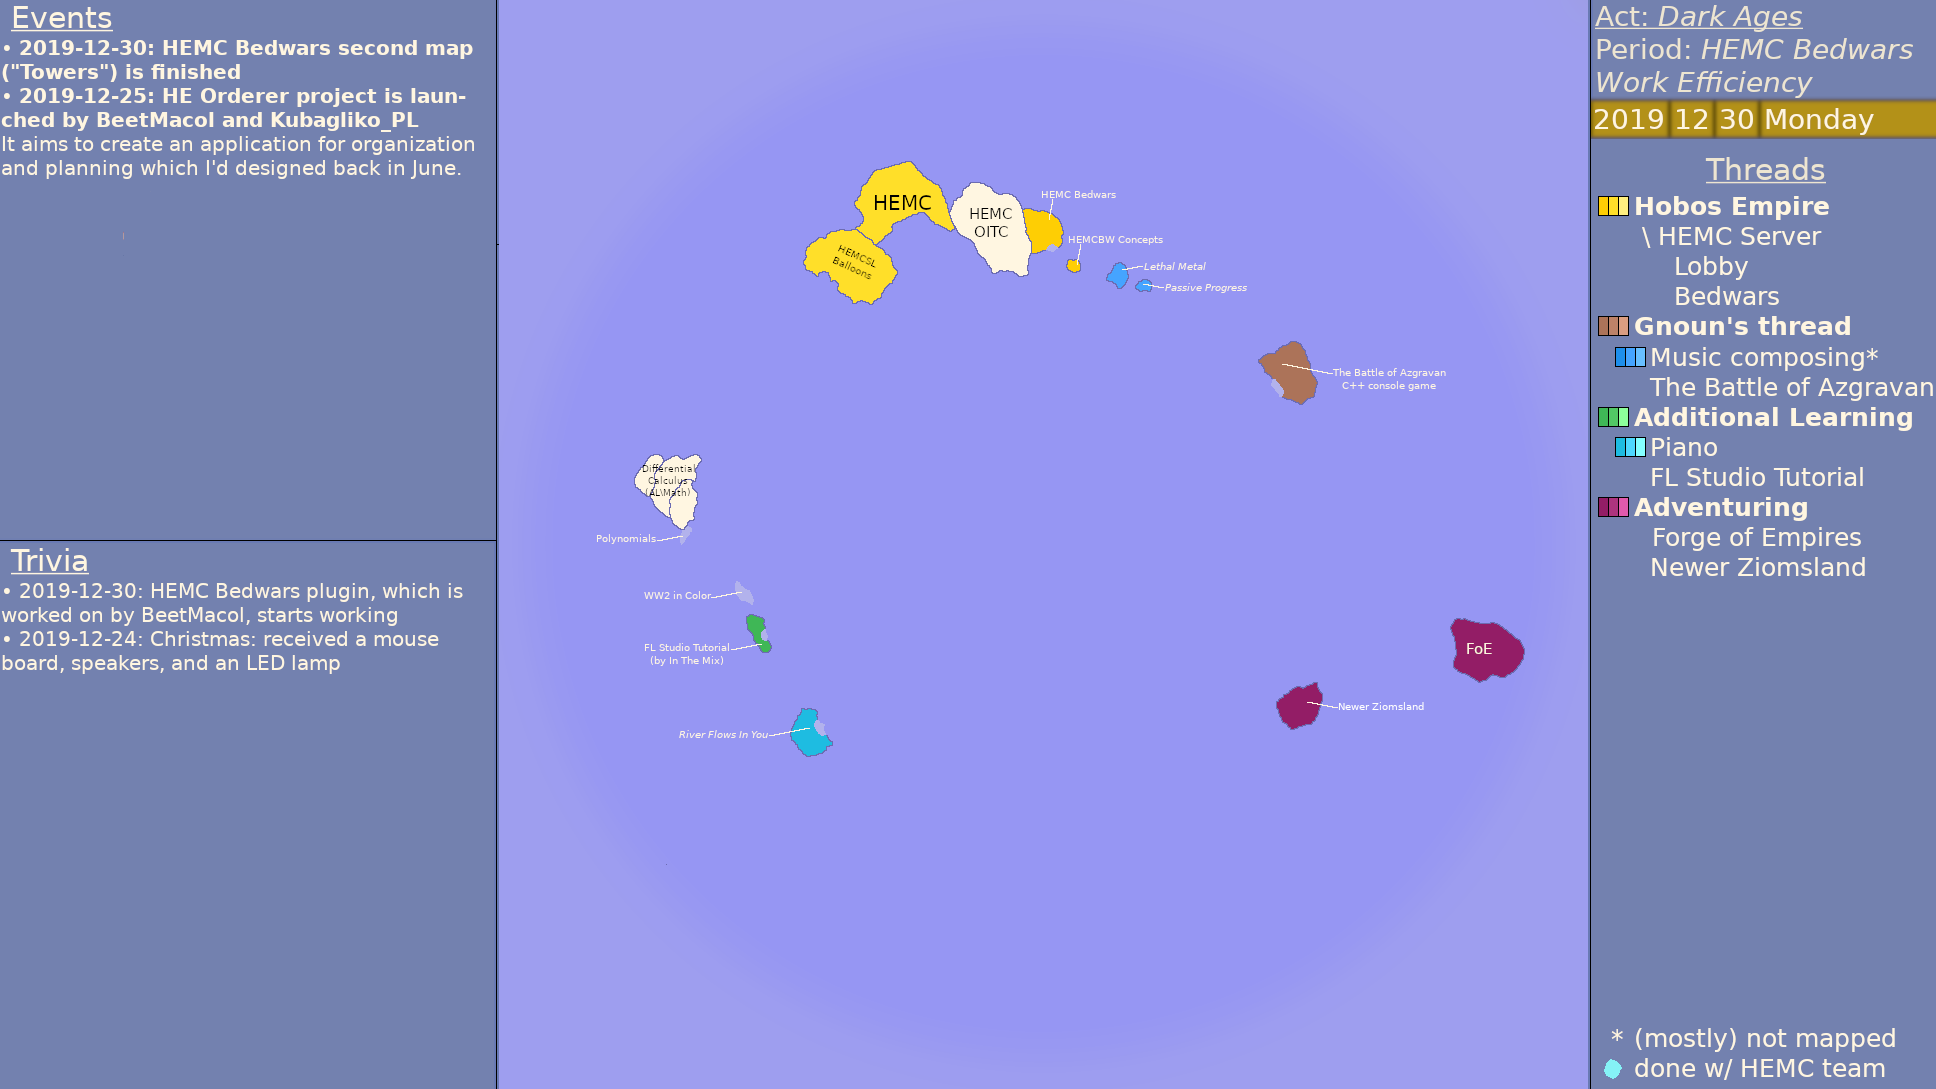 Events
• 2019-12-30: HEMC Bedwars second map
("Towers") is finished
• 2019-12-25: HE Orderer project is laun-
ched by BeetMacol and Kubagliko_PL
It aims to create an application for organization
and planning which I'd designed back in June.
Trivia
• 2019-12-30: HEMC Bedwars plugin, which is
worked on by BeetMacol, starts working
• 2019-12-24: Christmas: received a mouse
board, speakers, and an LED lamp
HEMC
HEMC
OITC
HEMC Bedwars
HEMCBW Concepts
HEMCSL
Balloons
Lethal Metal
Passive Progress
The Battle of Azgravan
C++ console game
Differential
Calculus
(AL\Math)
Polynomials
WW2 in Color
FL Studio Tutorial
(by In The Mix)
River Flows In You
FoE
Newer Ziomsland
Act: Dark Ages
Period: HEMC Bedwars
Work Efficiency
2019 12 30 Monday
Threads
Hobos Empire
\ HEMC Server
Lobby
Bedwars
Gnoun's thread
Music composing*
The Battle of Azgravan
Additional Learning
Piano
FL Studio Tutorial
Adventuring
Forge of Empires
Newer Ziomsland
* (mostly) not mapped
done w/ HEMC team